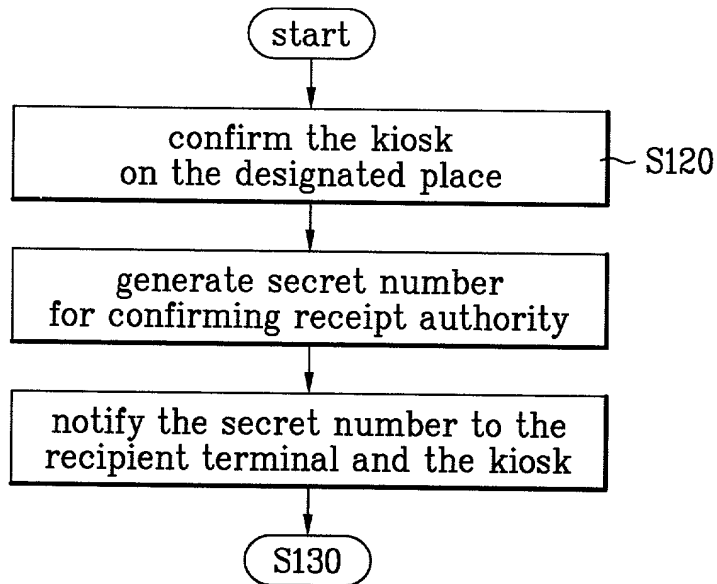 start
confirm the kiosk
on the designated place
S120
generate secret number
for confirming receipt authority
notify the secret number to the
recipient terminal and the kiosk
S130